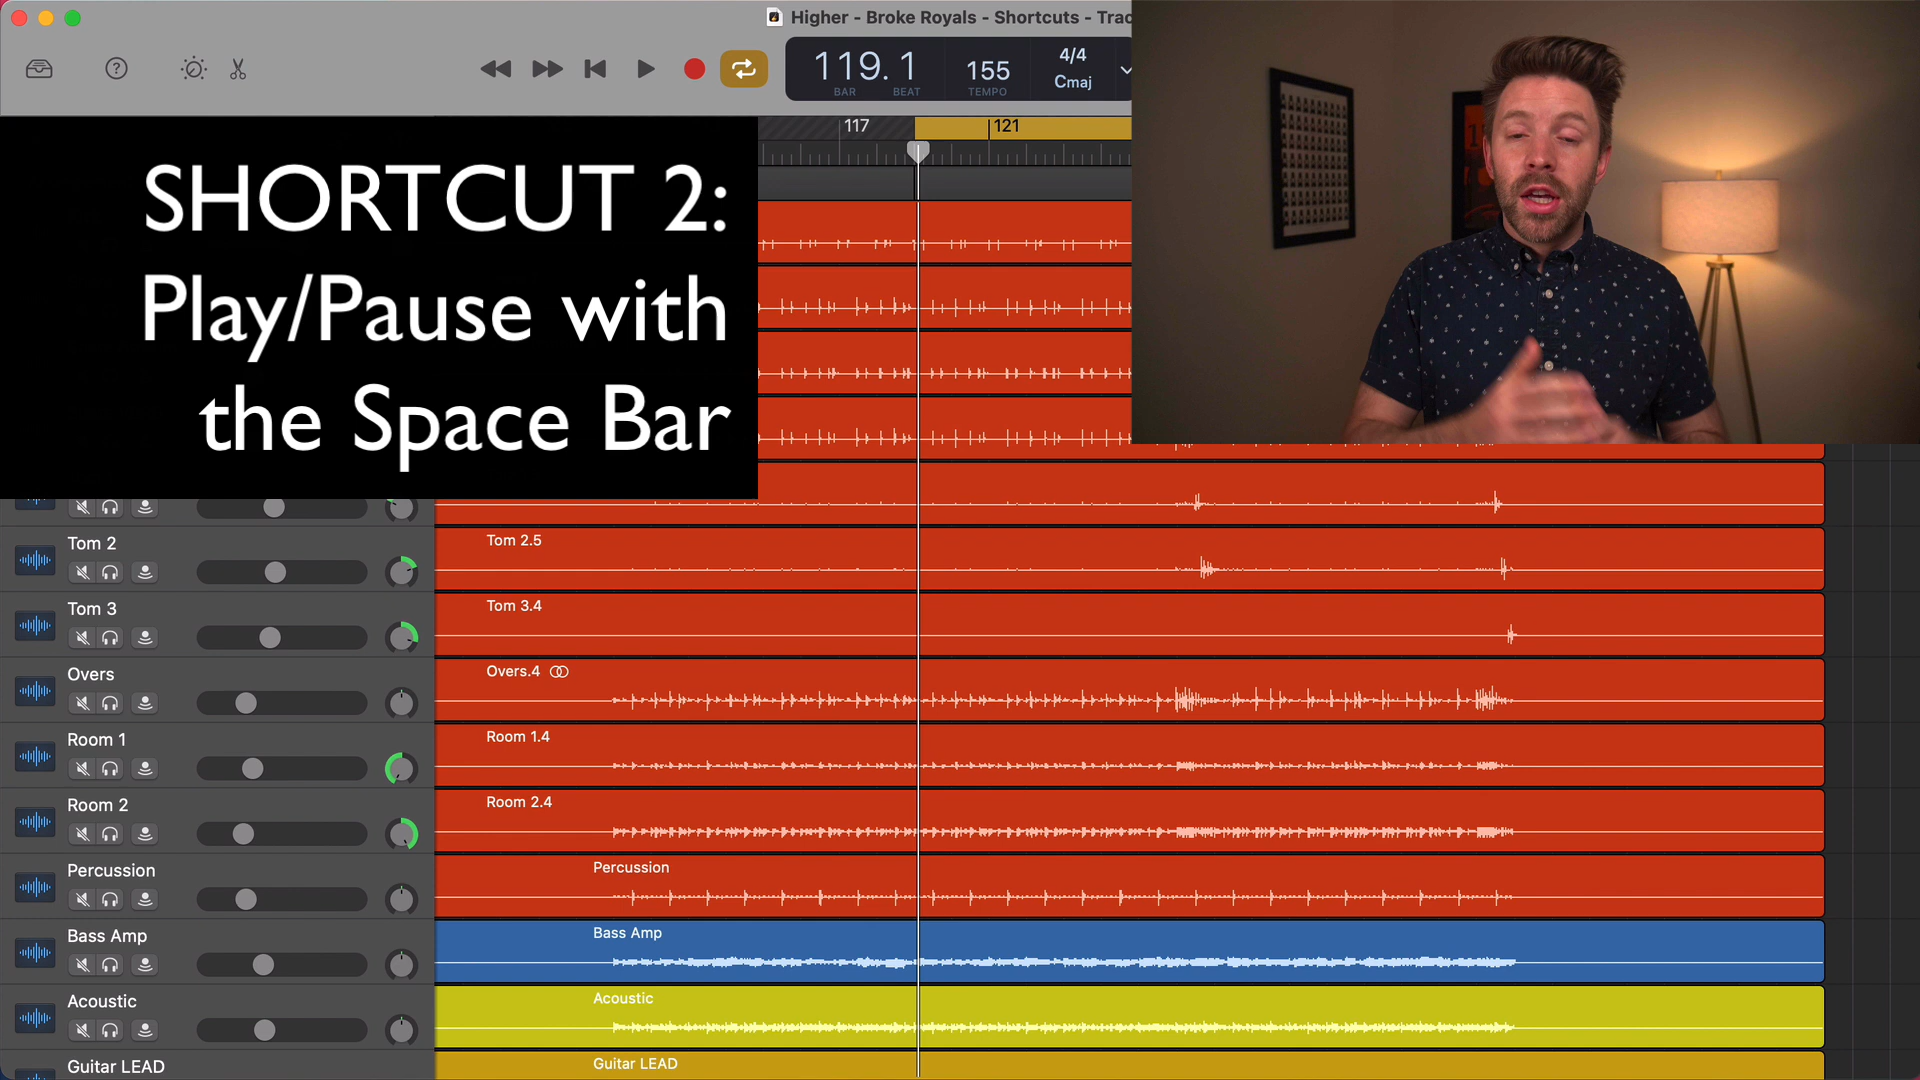 Higher - Broke Royals - Shortcuts - Trac
119.1
BAR
BEAT
155
TEMPO
4/4
Cmaj
117
121
SHORTCUT 2:
Play/Pause with
the Space Bar
Tom 2
Tom 2.5
Tom 3
Tom 3.4
Overs
Overs.4
Room 1
Room 1.4
Room 2
Room 2.4
Percussion
Percussion
Bass Amp
Bass Amp
Acoustic
Acoustic
Guitar LEAD
Guitar LEAD